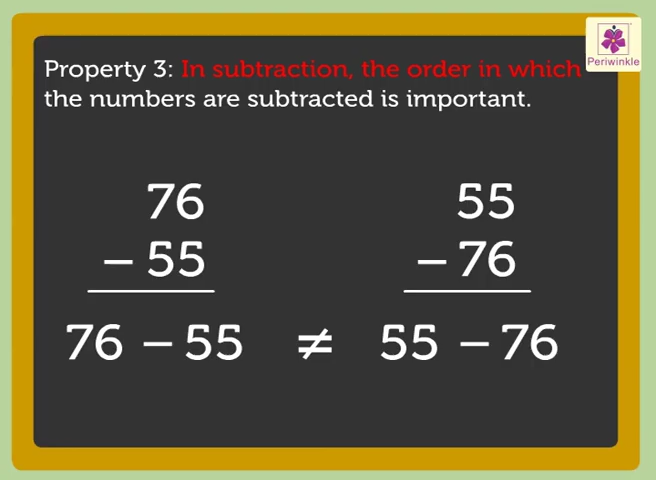 Periwinkle
Property 3: In subtraction, the order in which
the numbers are subtracted is important.
76
– 55
76 – 55
≠
55
– 76
55 – 76